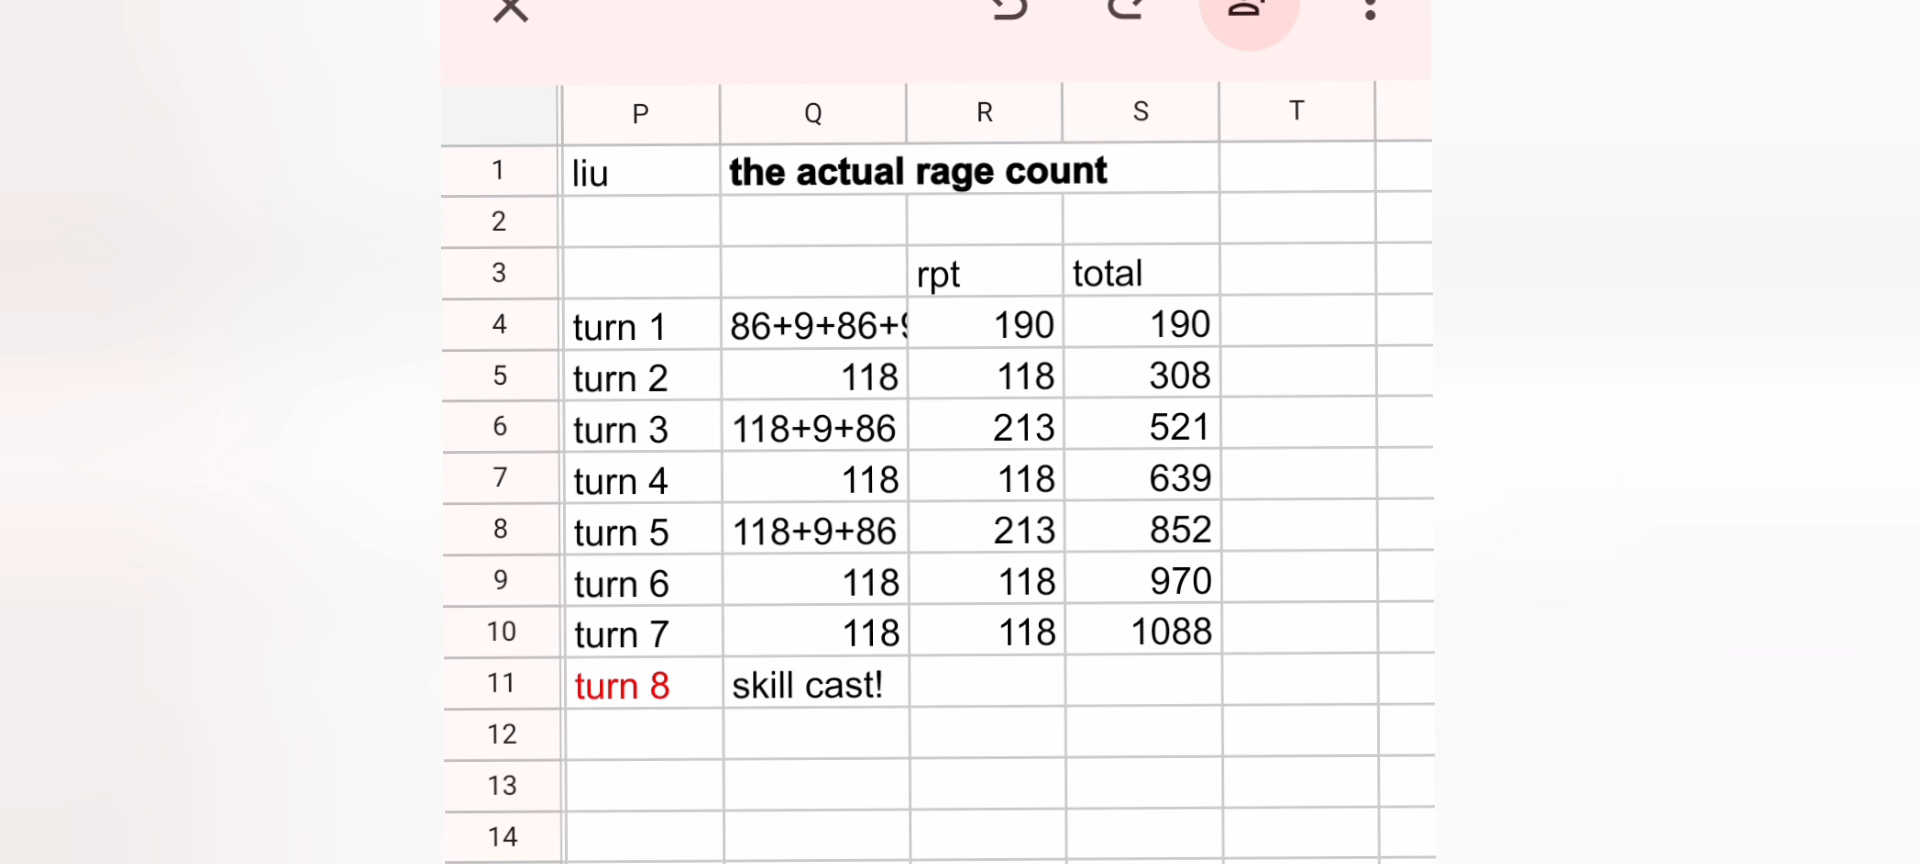 P Q R S T
1 liu the actual rage count
2
3 rpt total
4 turn 1 86+9+86+9 190 190
5 turn 2 118 118 308
6 turn 3 118+9+86 213 521
7 turn 4 118 118 639
8 turn 5 118+9+86 213 852
9 turn 6 118 118 970
10 turn 7 118 118 1088
11 turn 8 skill cast!
12
13
14